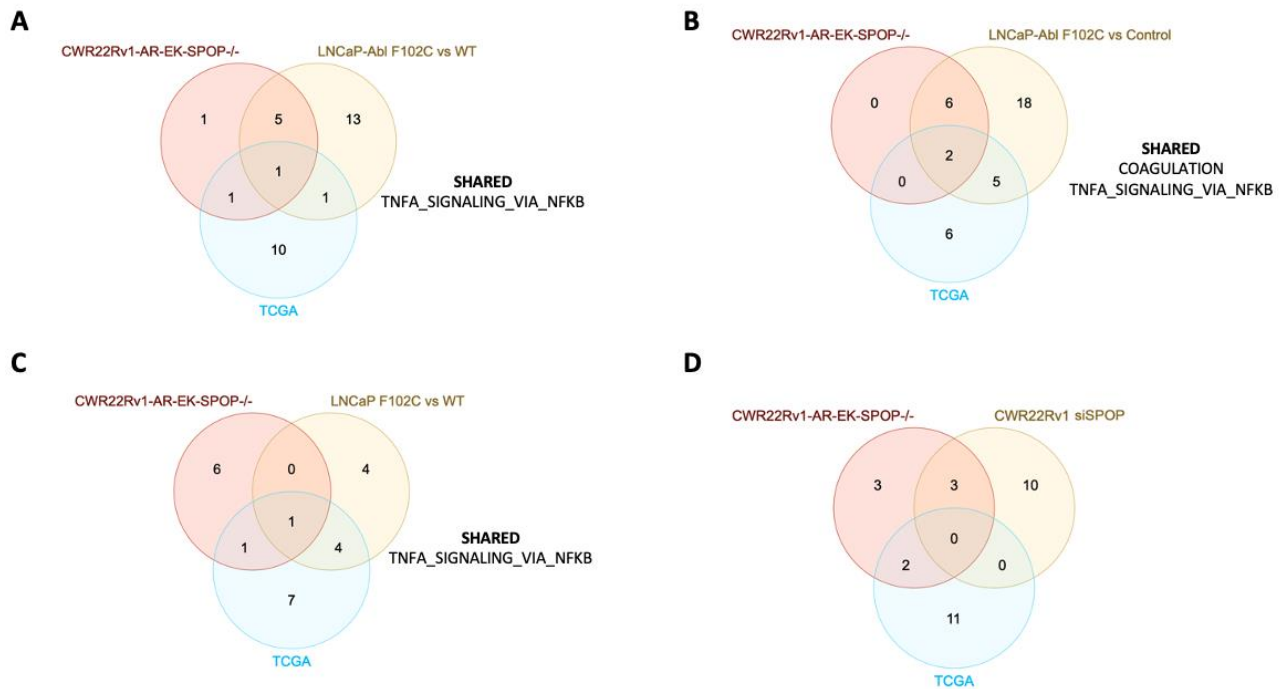 A
CWR22Rv1-AR-EK-SPOP-/-
LNCaP-Abl F102C vs WT
1
5
13
1
1
1
SHARED
TNFA_SIGNALING_VIA_NFKB
10
TCGA
B
CWR22Rv1-AR-EK-SPOP-/-
LNCaP-Abl F102C vs Control
0
6
18
2
0
5
SHARED
COAGULATION
TNFA_SIGNALING_VIA_NFKB
6
TCGA
C
CWR22Rv1-AR-EK-SPOP-/-
LNCaP F102C vs WT
6
0
4
1
1
4
SHARED
TNFA_SIGNALING_VIA_NFKB
7
TCGA
D
CWR22Rv1-AR-EK-SPOP-/-
CWR22Rv1 siSPOP
3
3
10
0
2
0
11
TCGA